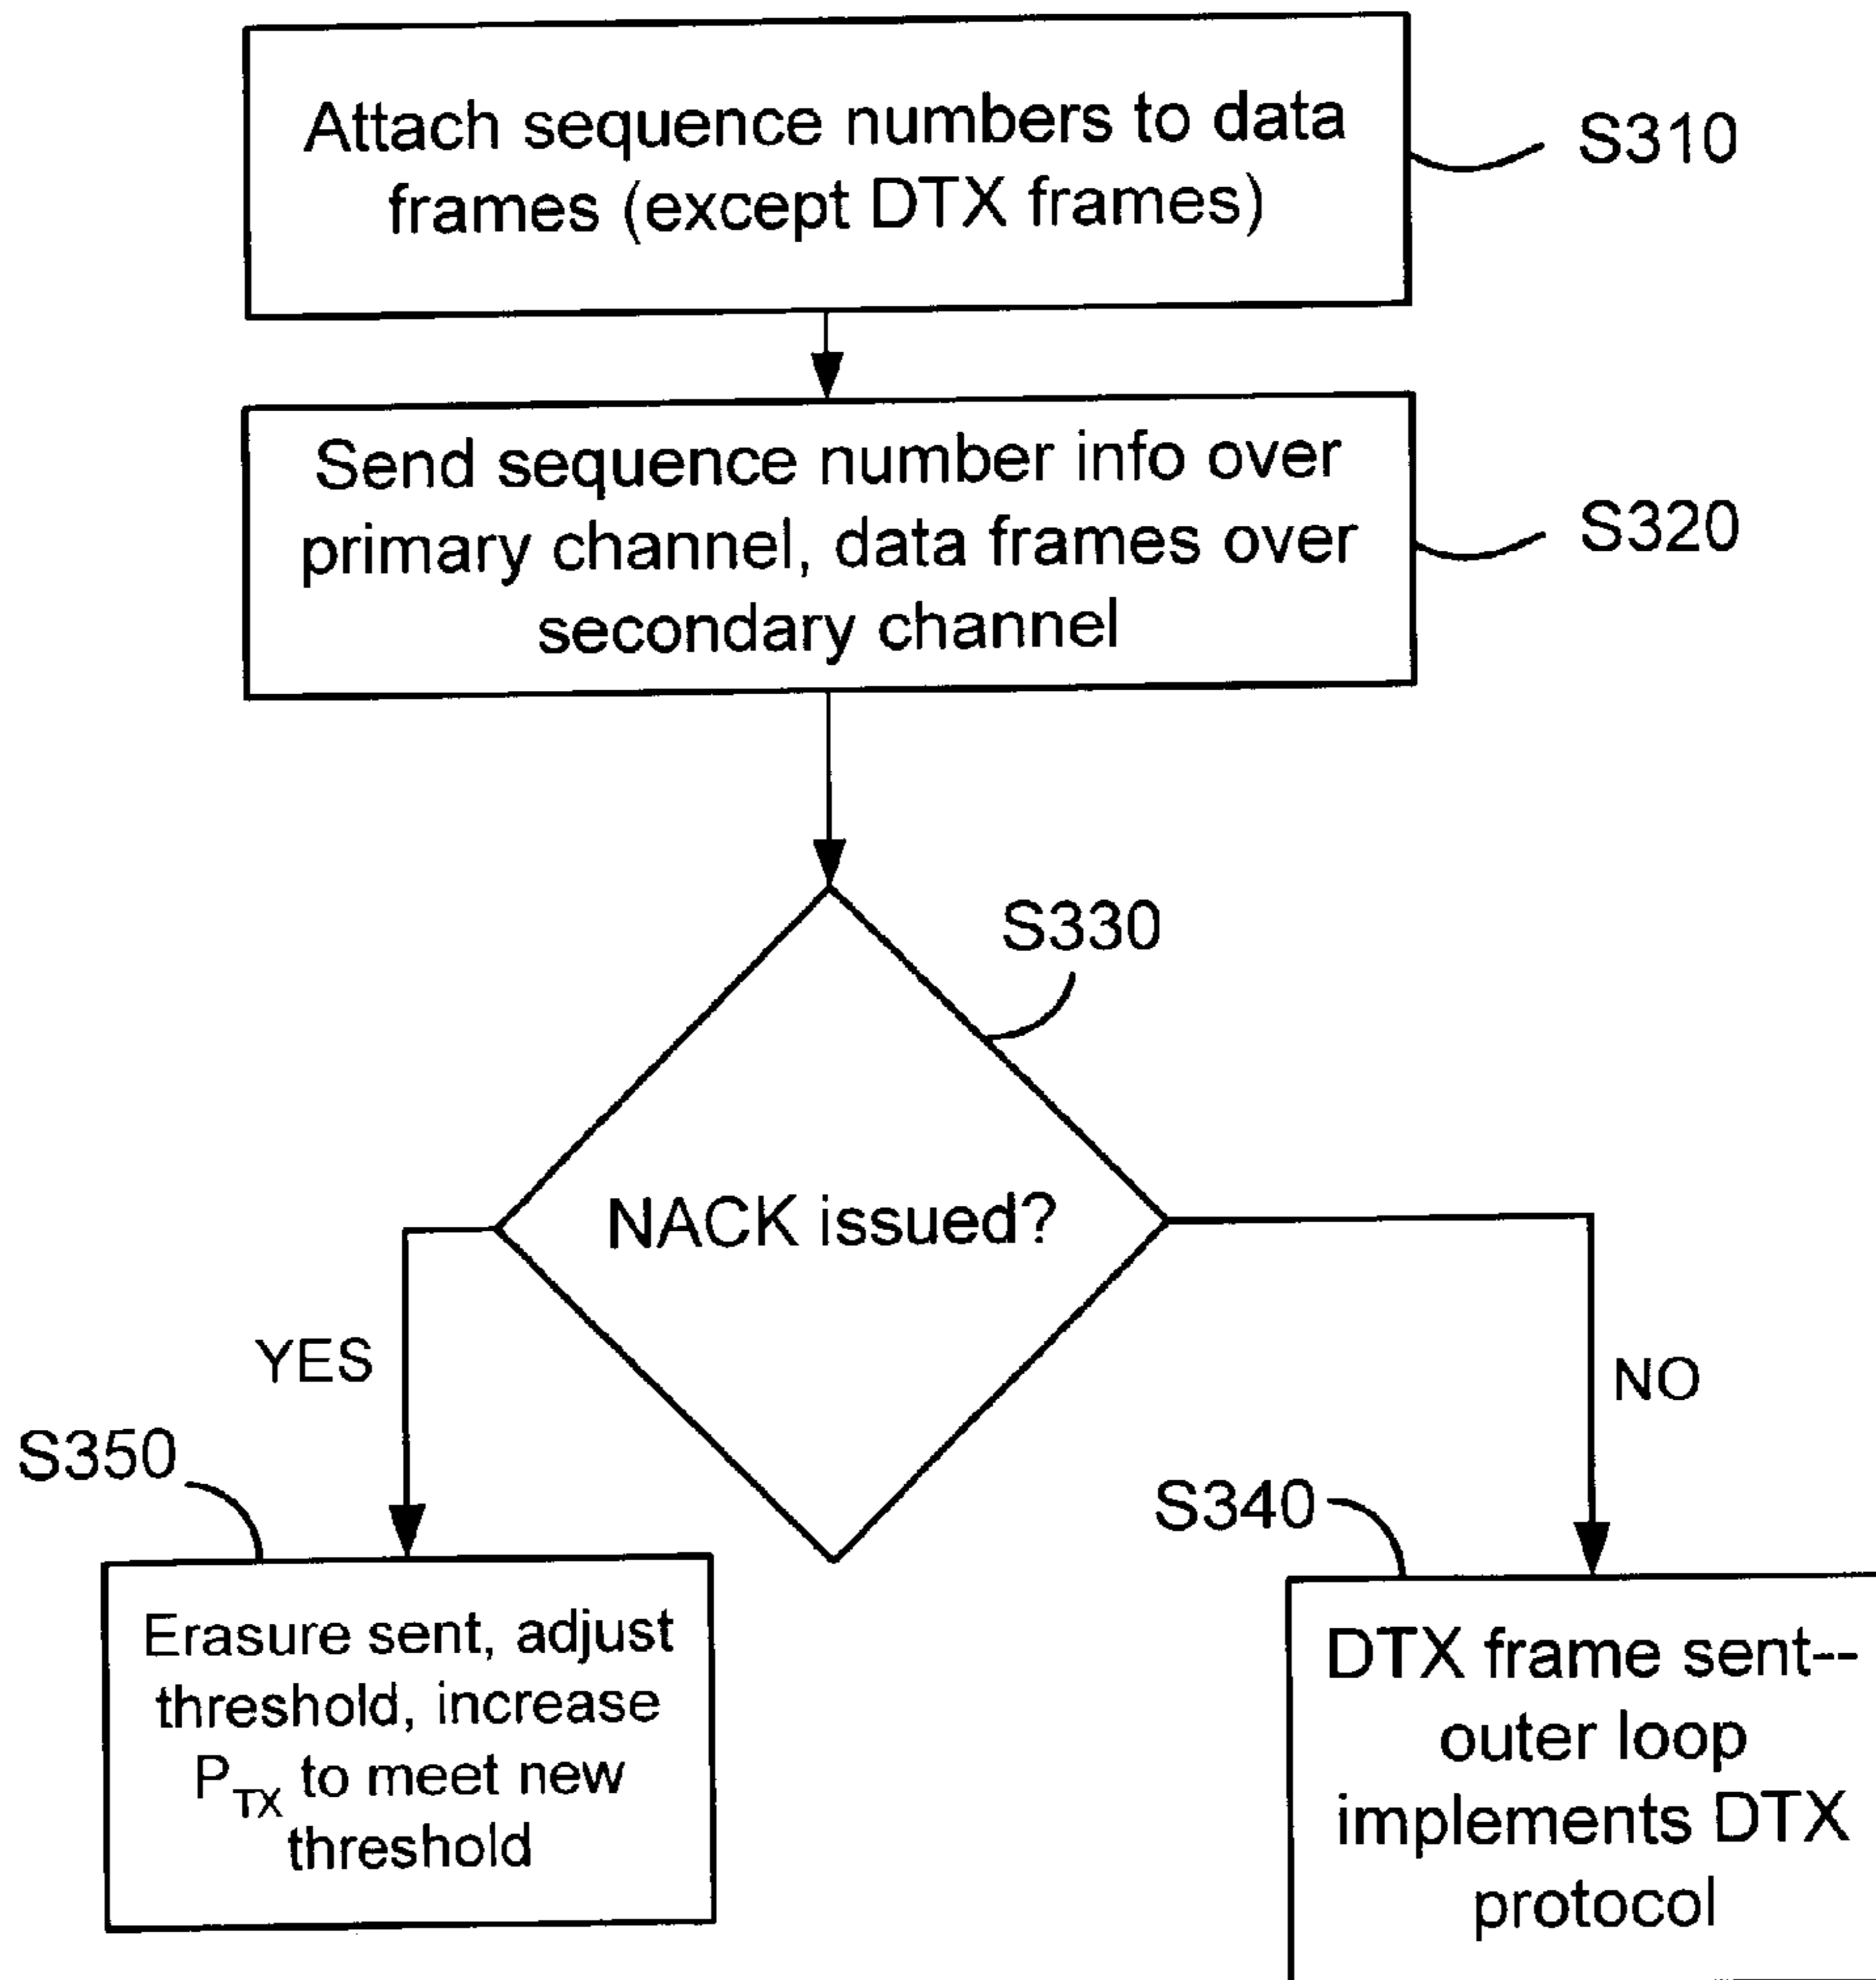 Attach sequence numbers to data
frames (except DTX frames)
S310
Send sequence number info over
primary channel, data frames over
secondary channel
S320
S330
NACK issued?
YES
NO
S350
S340
Erasure sent, adjust
threshold, increase
PTX to meet new
threshold
DTX frame sent--
outer loop
implements DTX
protocol